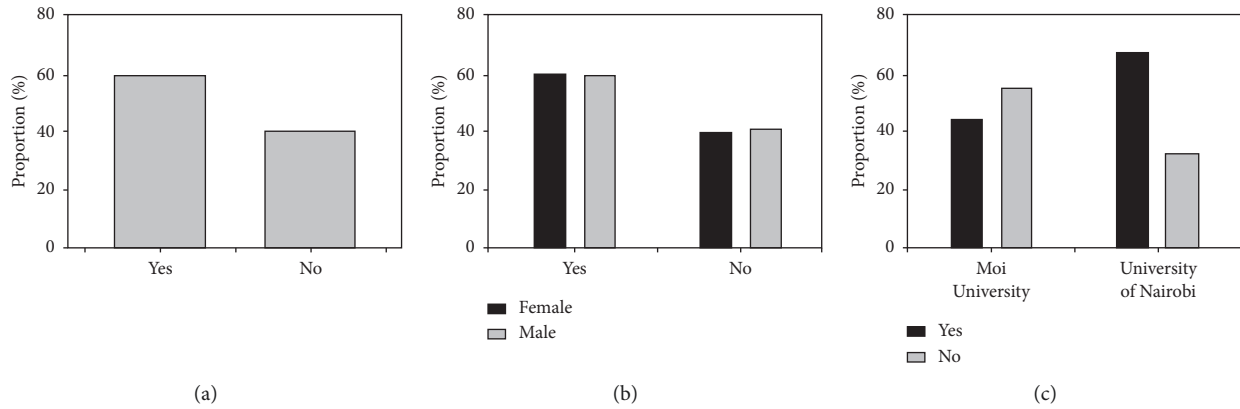 80
60
40
20
0
Proportion (%)
Yes
No
(a)
80
60
40
20
0
Proportion (%)
Yes
No
Female
Male
(b)
80
60
40
20
0
Proportion (%)
Moi
University
University
of Nairobi
Yes
No
(c)